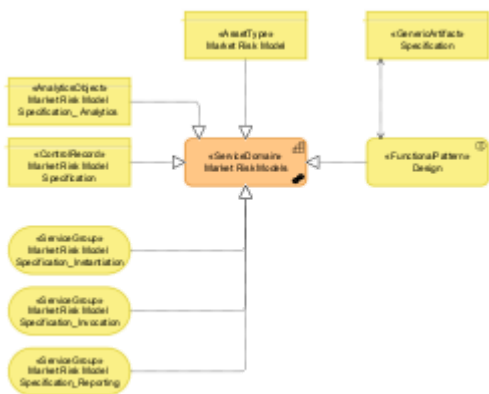 «AssetType»
Market Risk Model
«GenericArtifact»
Specification
«AnalyticsObject»
Market Risk Model
Specification_ Analytics
«ControlRecord»
Market Risk Model
Specification
«ServiceDomain»
Market Risk Models
«FunctionalPattern»
Design
«ServiceGroup»
Market Risk Model
Specification_Instantiation
«ServiceGroup»
Market Risk Model
Specification_Invocation
«ServiceGroup»
Market Risk Model
Specification_Reporting